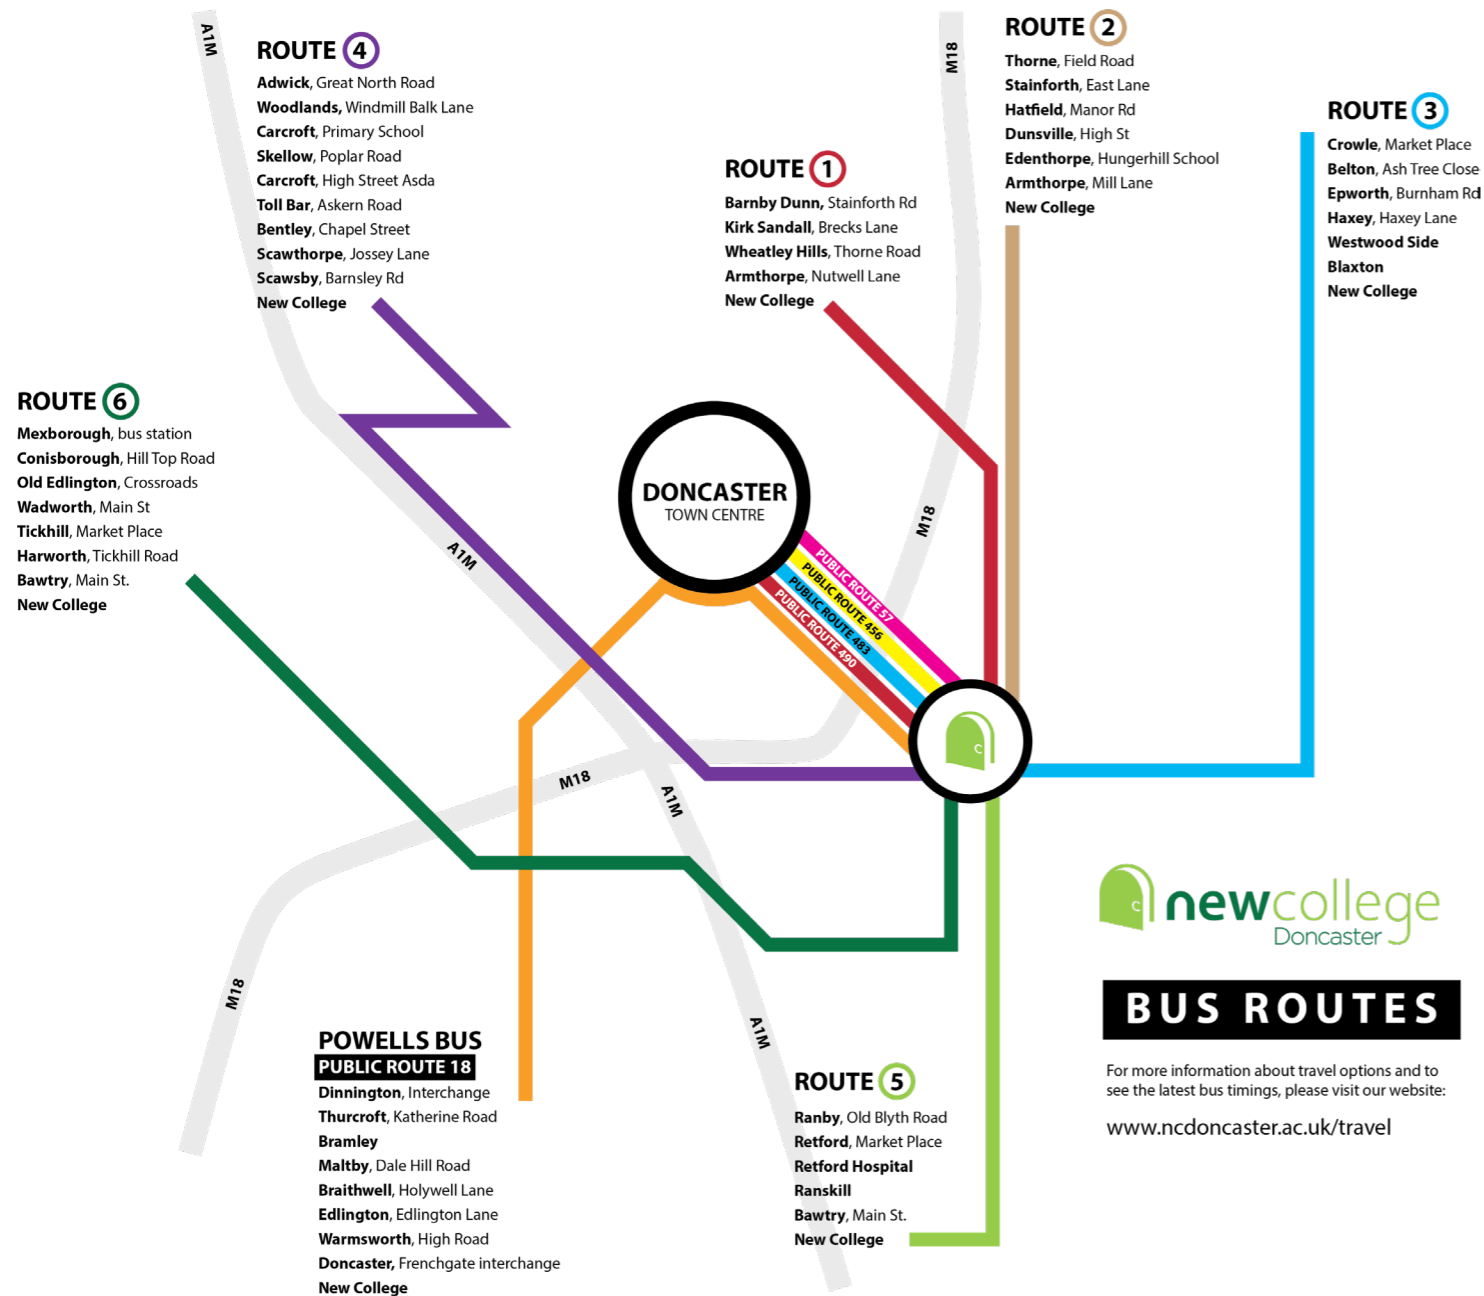 A1M
ROUTE 4
Adwick, Great North Road
Woodlands, Windmill Balk Lane
Carcroft, Primary School
Skellow, Poplar Road
Carcroft, High Street Asda
Toll Bar, Askern Road
Bentley, Chapel Street
Scawthorpe, Jossey Lane
Scawsby, Barnsley Rd
New College
M18
ROUTE 2
Thorne, Field Road
Stainforth, East Lane
Hatfield, Manor Rd
Dunsville, High St
Edenthorpe, Hungerhill School
Armthorpe, Mill Lane
New College
ROUTE 3
Crowle, Market Place
Belton, Ash Tree Close
Epworth, Burnham Rd
Haxey, Haxey Lane
Westwood Side
Blaxton
New College
ROUTE 1
Barnby Dunn, Stainforth Rd
Kirk Sandall, Brecks Lane
Wheatley Hills, Thorne Road
Armthorpe, Nutwell Lane
New College
ROUTE 6
Mexborough, bus station
Conisborough, Hill Top Road
Old Edlington, Crossroads
Wadworth, Main St
Tickhill, Market Place
Harworth, Tickhill Road
Bawtry, Main St.
New College
DONCASTER
TOWN CENTRE
M18
A1M
PUBLIC ROUTE 57
PUBLIC ROUTE 456
PUBLIC ROUTE 483
PUBLIC ROUTE 490
C
M18
A1M
C
newcollege
Doncaster
M18
A1M
BUS ROUTES
For more information about travel options and to
see the latest bus timings, please visit our website:
www.ncdoncaster.ac.uk/travel
POWELLS BUS
PUBLIC ROUTE 18
Dinnington, Interchange
Thurcroft, Katherine Road
Bramley
Maltby, Dale Hill Road
Braithwell, Holywell Lane
Edlington, Edlington Lane
Warmsworth, High Road
Doncaster, Frenchgate interchange
New College
ROUTE 5
Ranby, Old Blyth Road
Retford, Market Place
Retford Hospital
Ranskill
Bawtry, Main St.
New College